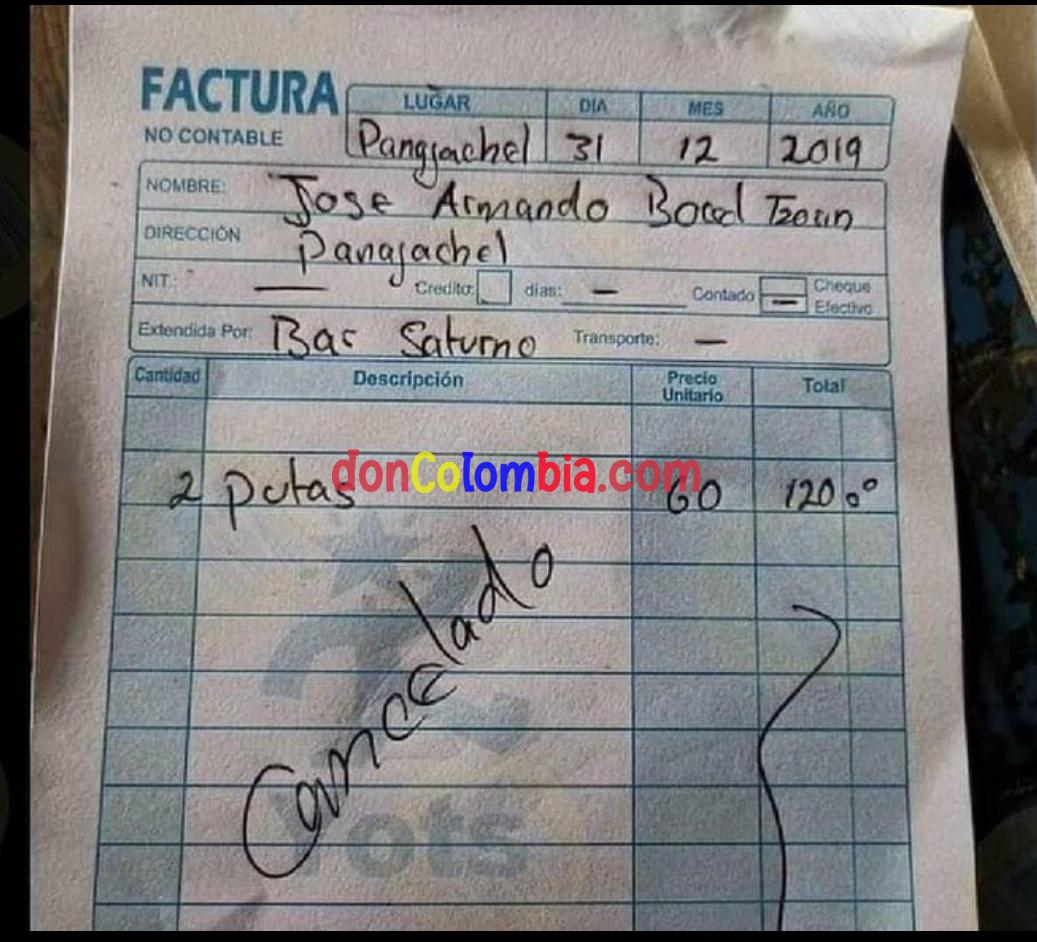 FACTURA
NO CONTABLE
LUGAR DIA MES AÑO
Pangjachel 31 12 2019
NOMBRE: Jose Armando
DIRECCIÓN Panajachel
NIT.: — Credito: dias: — Contado Cheque
— Efectivo
Extendida Por: Bar Saturno Transporte: —
Cantidad Descripción Precio Unitario Total
donColombia.com
2 putas 60 120.00
Cancelado
ots